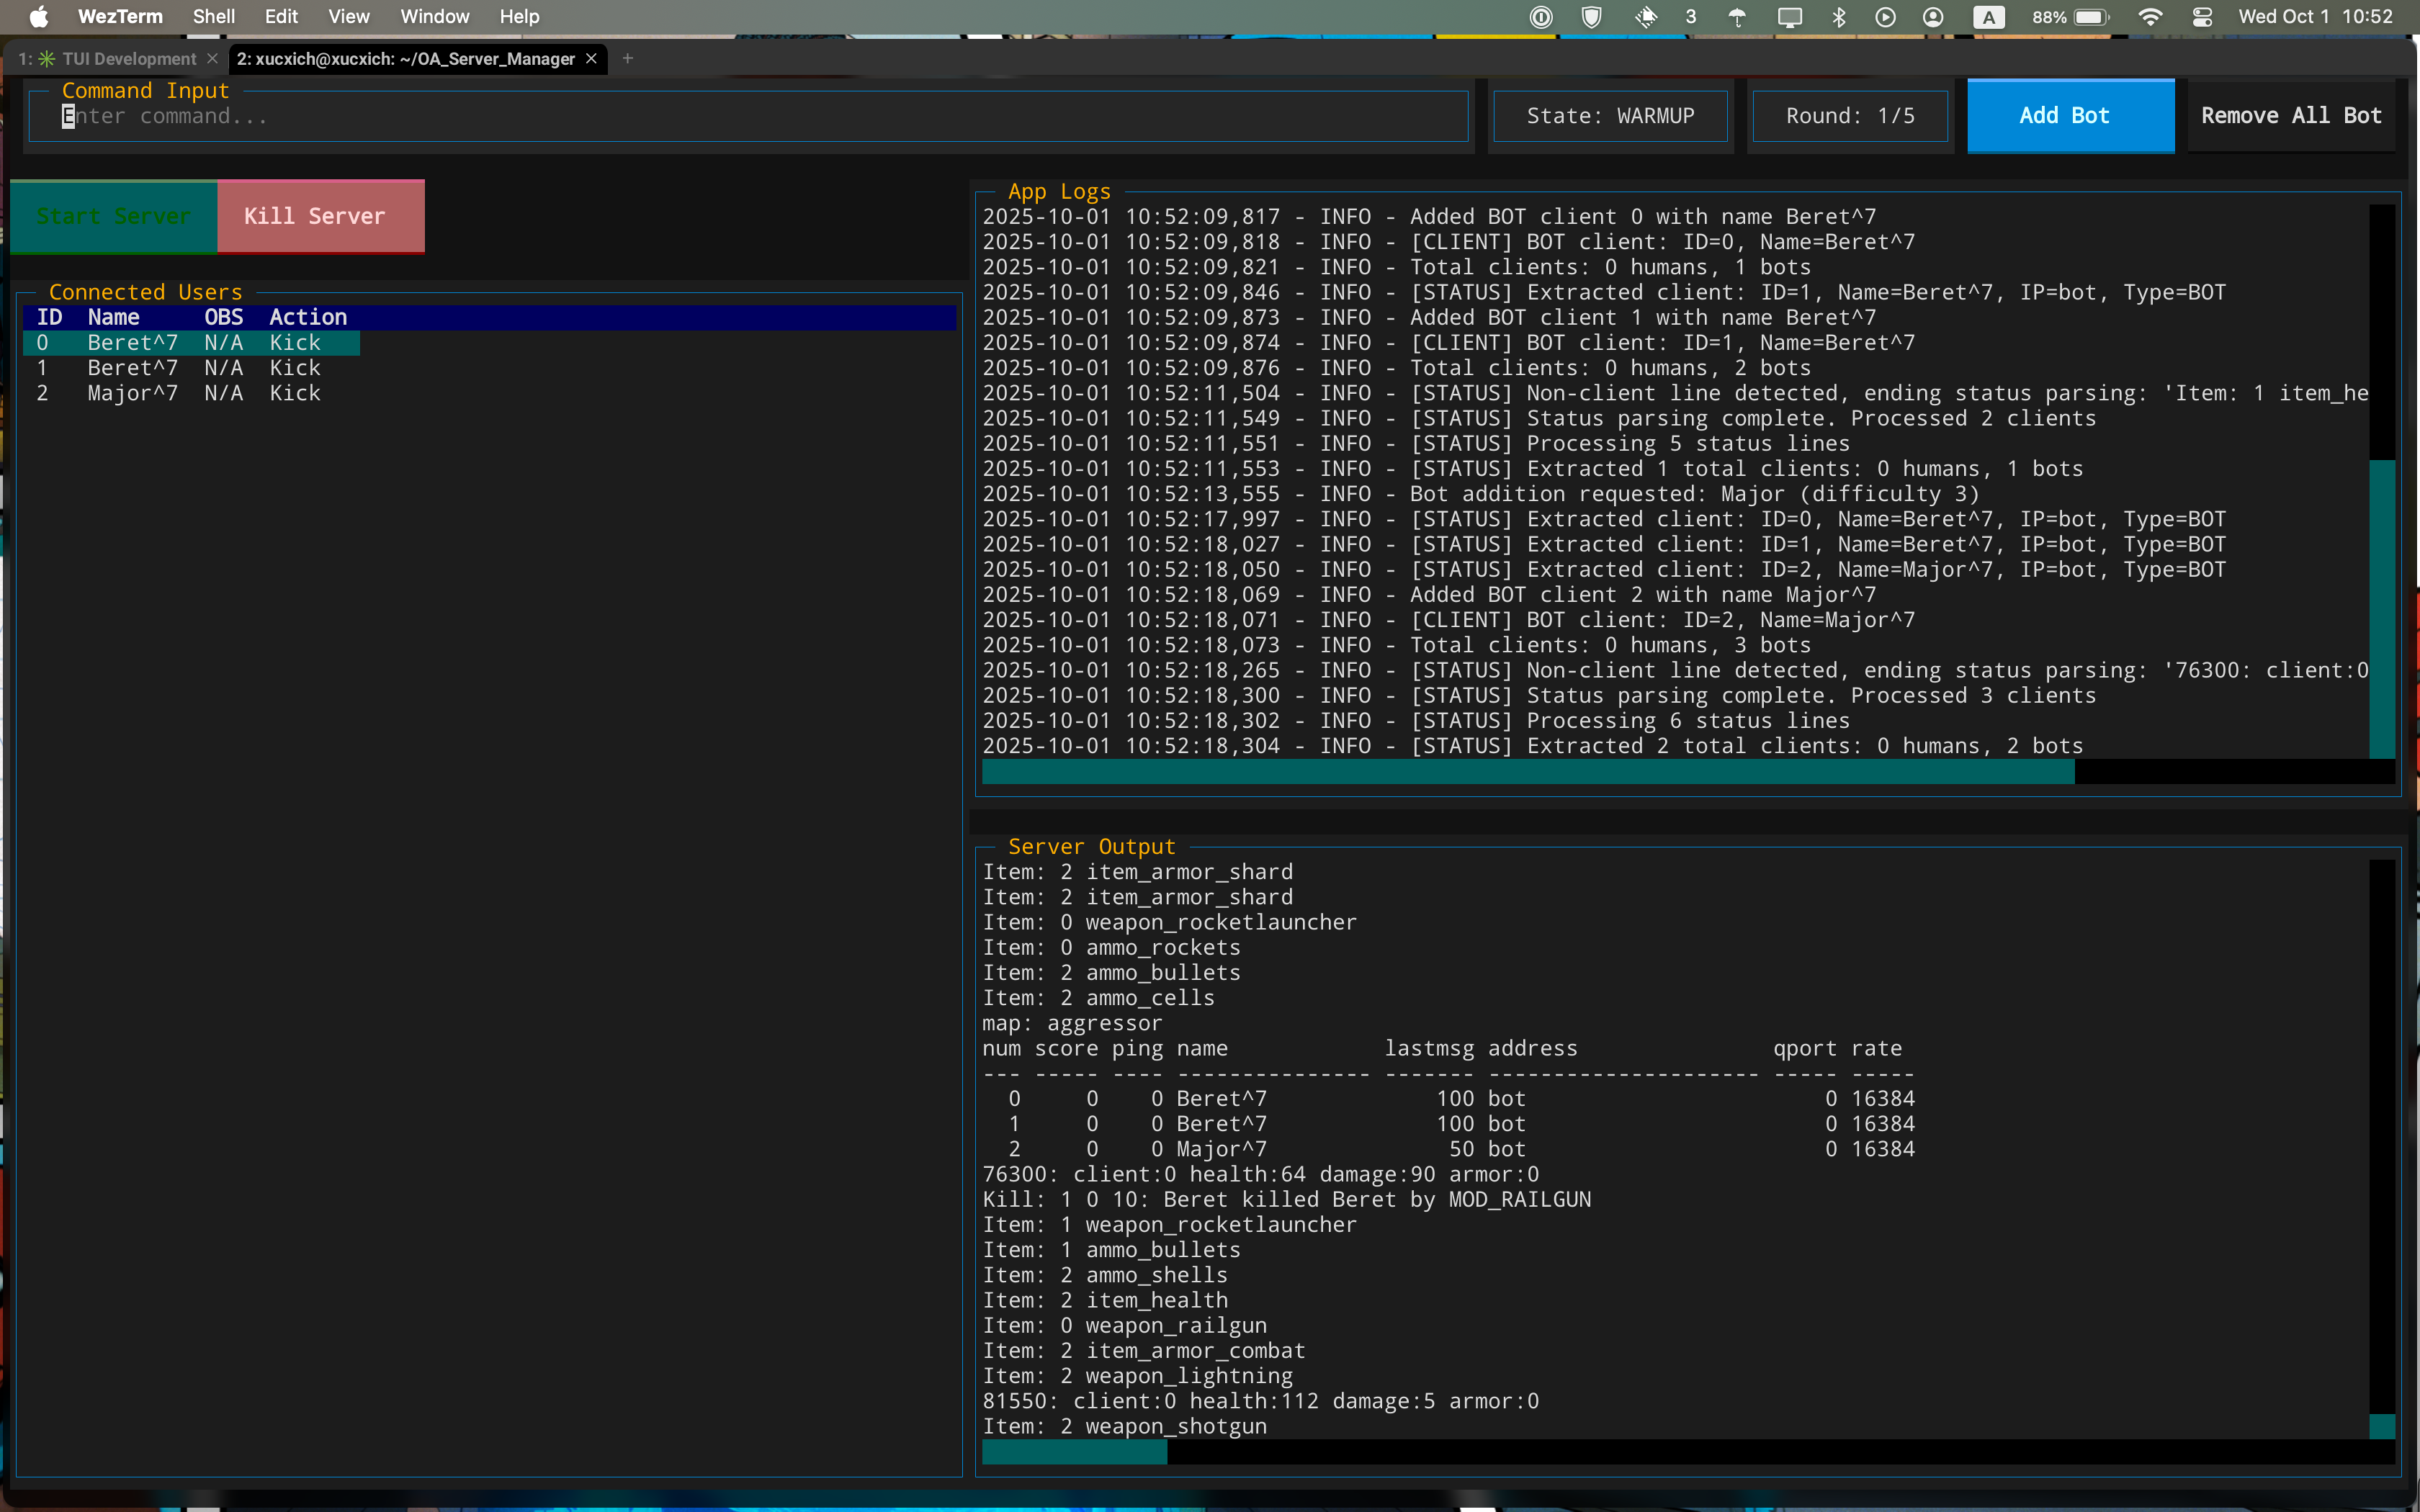 WezTerm Shell Edit View Window Help 3 A 88% Wed Oct 1 10:52
1: ✳ TUI Development × 2: xucxich@xucxich: ~/OA_Server_Manager × +
Command Input
Enter command...
State: WARMUP
Round: 1/5
Add Bot
Remove All Bot
Start Server
Kill Server
Connected Users
ID Name OBS Action
0 Beret^7 N/A Kick
1 Beret^7 N/A Kick
2 Major^7 N/A Kick
App Logs
2025-10-01 10:52:09,817 - INFO - Added BOT client 0 with name Beret^7
2025-10-01 10:52:09,818 - INFO - [CLIENT] BOT client: ID=0, Name=Beret^7
2025-10-01 10:52:09,821 - INFO - Total clients: 0 humans, 1 bots
2025-10-01 10:52:09,846 - INFO - [STATUS] Extracted client: ID=1, Name=Beret^7, IP=bot, Type=BOT
2025-10-01 10:52:09,873 - INFO - Added BOT client 1 with name Beret^7
2025-10-01 10:52:09,874 - INFO - [CLIENT] BOT client: ID=1, Name=Beret^7
2025-10-01 10:52:09,876 - INFO - Total clients: 0 humans, 2 bots
2025-10-01 10:52:11,504 - INFO - [STATUS] Non-client line detected, ending status parsing: 'Item: 1 item_he
2025-10-01 10:52:11,549 - INFO - [STATUS] Status parsing complete. Processed 2 clients
2025-10-01 10:52:11,551 - INFO - [STATUS] Processing 5 status lines
2025-10-01 10:52:11,553 - INFO - [STATUS] Extracted 1 total clients: 0 humans, 1 bots
2025-10-01 10:52:13,555 - INFO - Bot addition requested: Major (difficulty 3)
2025-10-01 10:52:17,997 - INFO - [STATUS] Extracted client: ID=0, Name=Beret^7, IP=bot, Type=BOT
2025-10-01 10:52:18,027 - INFO - [STATUS] Extracted client: ID=1, Name=Beret^7, IP=bot, Type=BOT
2025-10-01 10:52:18,050 - INFO - [STATUS] Extracted client: ID=2, Name=Major^7, IP=bot, Type=BOT
2025-10-01 10:52:18,069 - INFO - Added BOT client 2 with name Major^7
2025-10-01 10:52:18,071 - INFO - [CLIENT] BOT client: ID=2, Name=Major^7
2025-10-01 10:52:18,073 - INFO - Total clients: 0 humans, 3 bots
2025-10-01 10:52:18,265 - INFO - [STATUS] Non-client line detected, ending status parsing: '76300: client:0
2025-10-01 10:52:18,300 - INFO - [STATUS] Status parsing complete. Processed 3 clients
2025-10-01 10:52:18,302 - INFO - [STATUS] Processing 6 status lines
2025-10-01 10:52:18,304 - INFO - [STATUS] Extracted 2 total clients: 0 humans, 2 bots
Server Output
Item: 2 item_armor_shard
Item: 2 item_armor_shard
Item: 0 weapon_rocketlauncher
Item: 0 ammo_rockets
Item: 2 ammo_bullets
Item: 2 ammo_cells
map: aggressor
num score ping name lastmsg address qport rate
--- ----- ---- --------------- ------- --------------------- ----- -----
0 0 0 Beret^7 100 bot 0 16384
1 0 0 Beret^7 100 bot 0 16384
2 0 0 Major^7 50 bot 0 16384
76300: client:0 health:64 damage:90 armor:0
Kill: 1 0 10: Beret killed Beret by MOD_RAILGUN
Item: 1 weapon_rocketlauncher
Item: 1 ammo_bullets
Item: 2 ammo_shells
Item: 2 item_health
Item: 0 weapon_railgun
Item: 2 item_armor_combat
Item: 2 weapon_lightning
81550: client:0 health:112 damage:5 armor:0
Item: 2 weapon_shotgun